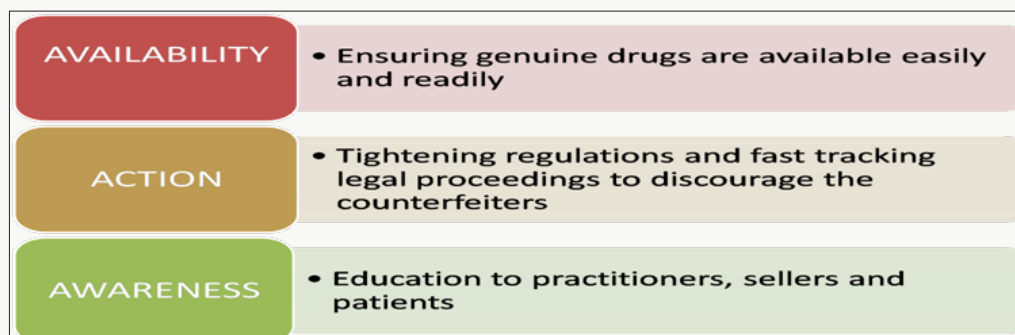 AVAILABILITY
• Ensuring genuine drugs are available easily
and readily
ACTION
• Tightening regulations and fast tracking
legal proceedings to discourage the
counterfeiters
AWARENESS
• Education to practitioners, sellers and
patients